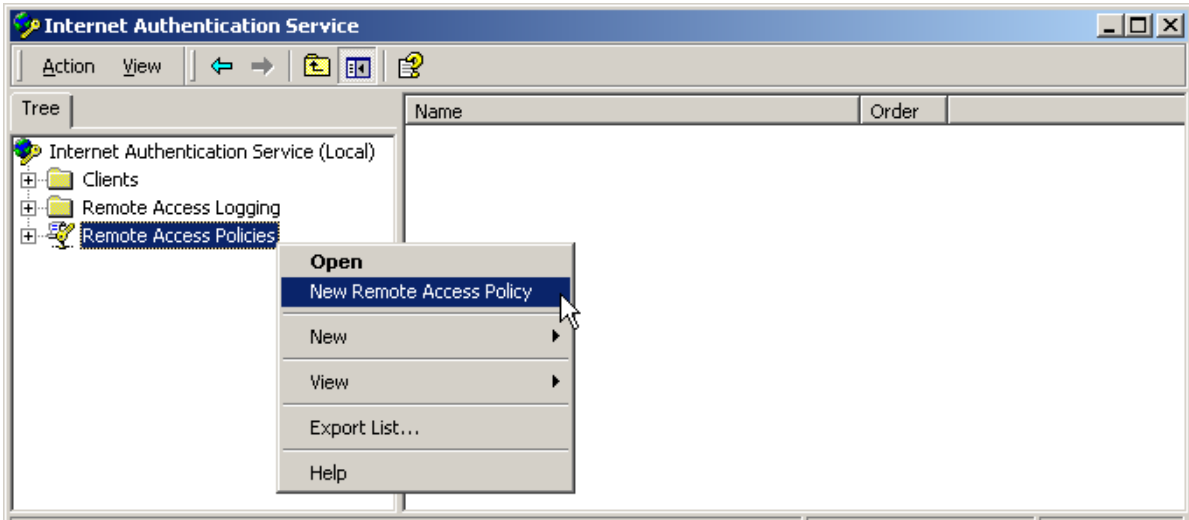 Internet Authentication Service
Action View
Tree
Name Order
Internet Authentication Service (Local)
Clients
Remote Access Logging
Remote Access Policies
Open
New Remote Access Policy
New
View
Export List...
Help